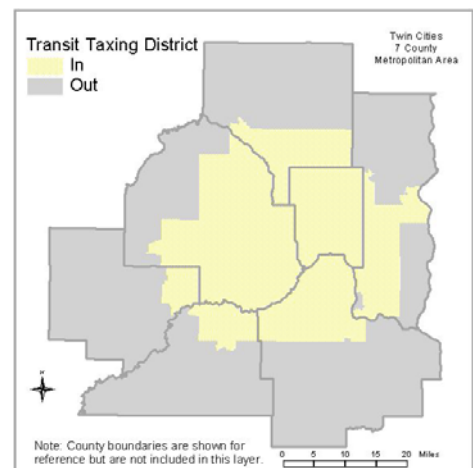 Transit Taxing District
In
Out
Twin Cities
7 County
Metropolitan Area
N
Note: County boundaries are shown for
reference but are not included in this layer.
0 5 10 15 20 Miles